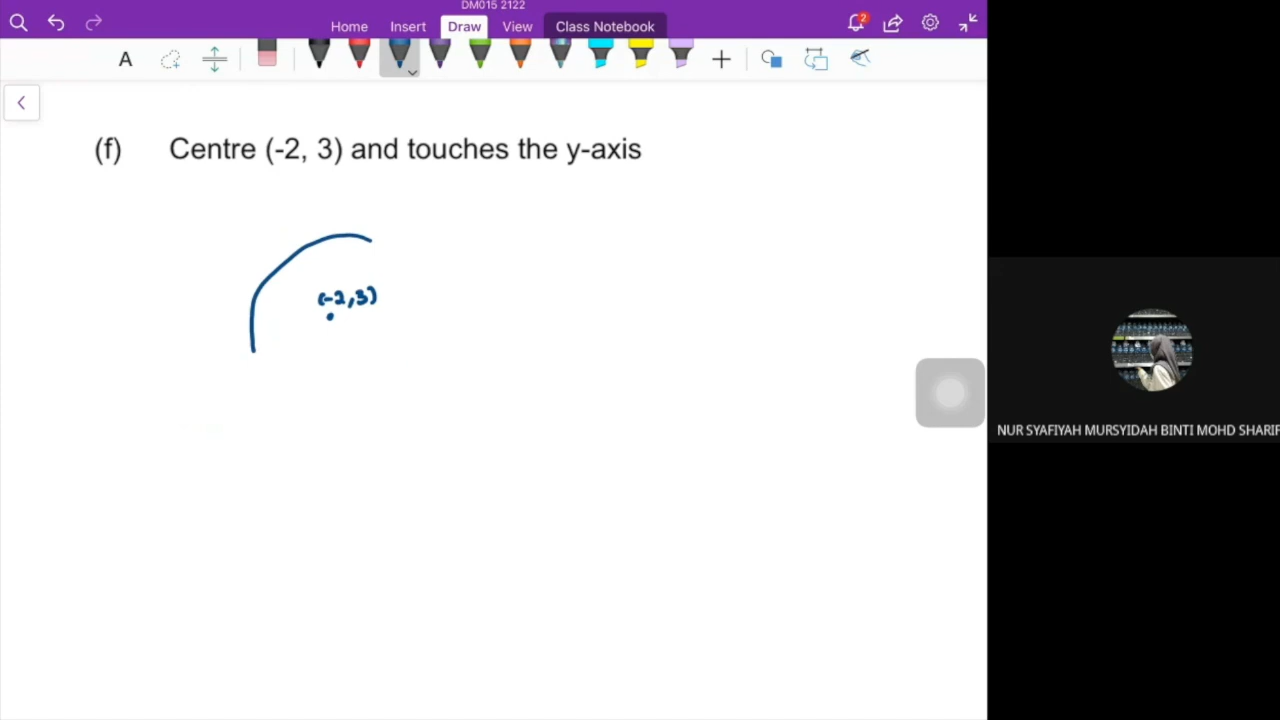 DM015 2122
Home Insert Draw View Class Notebook
2
A
(f) Centre (-2, 3) and touches the y-axis
(-2,3)
NUR SYAFIYAH MURSYIDAH BINTI MOHD SHARIF